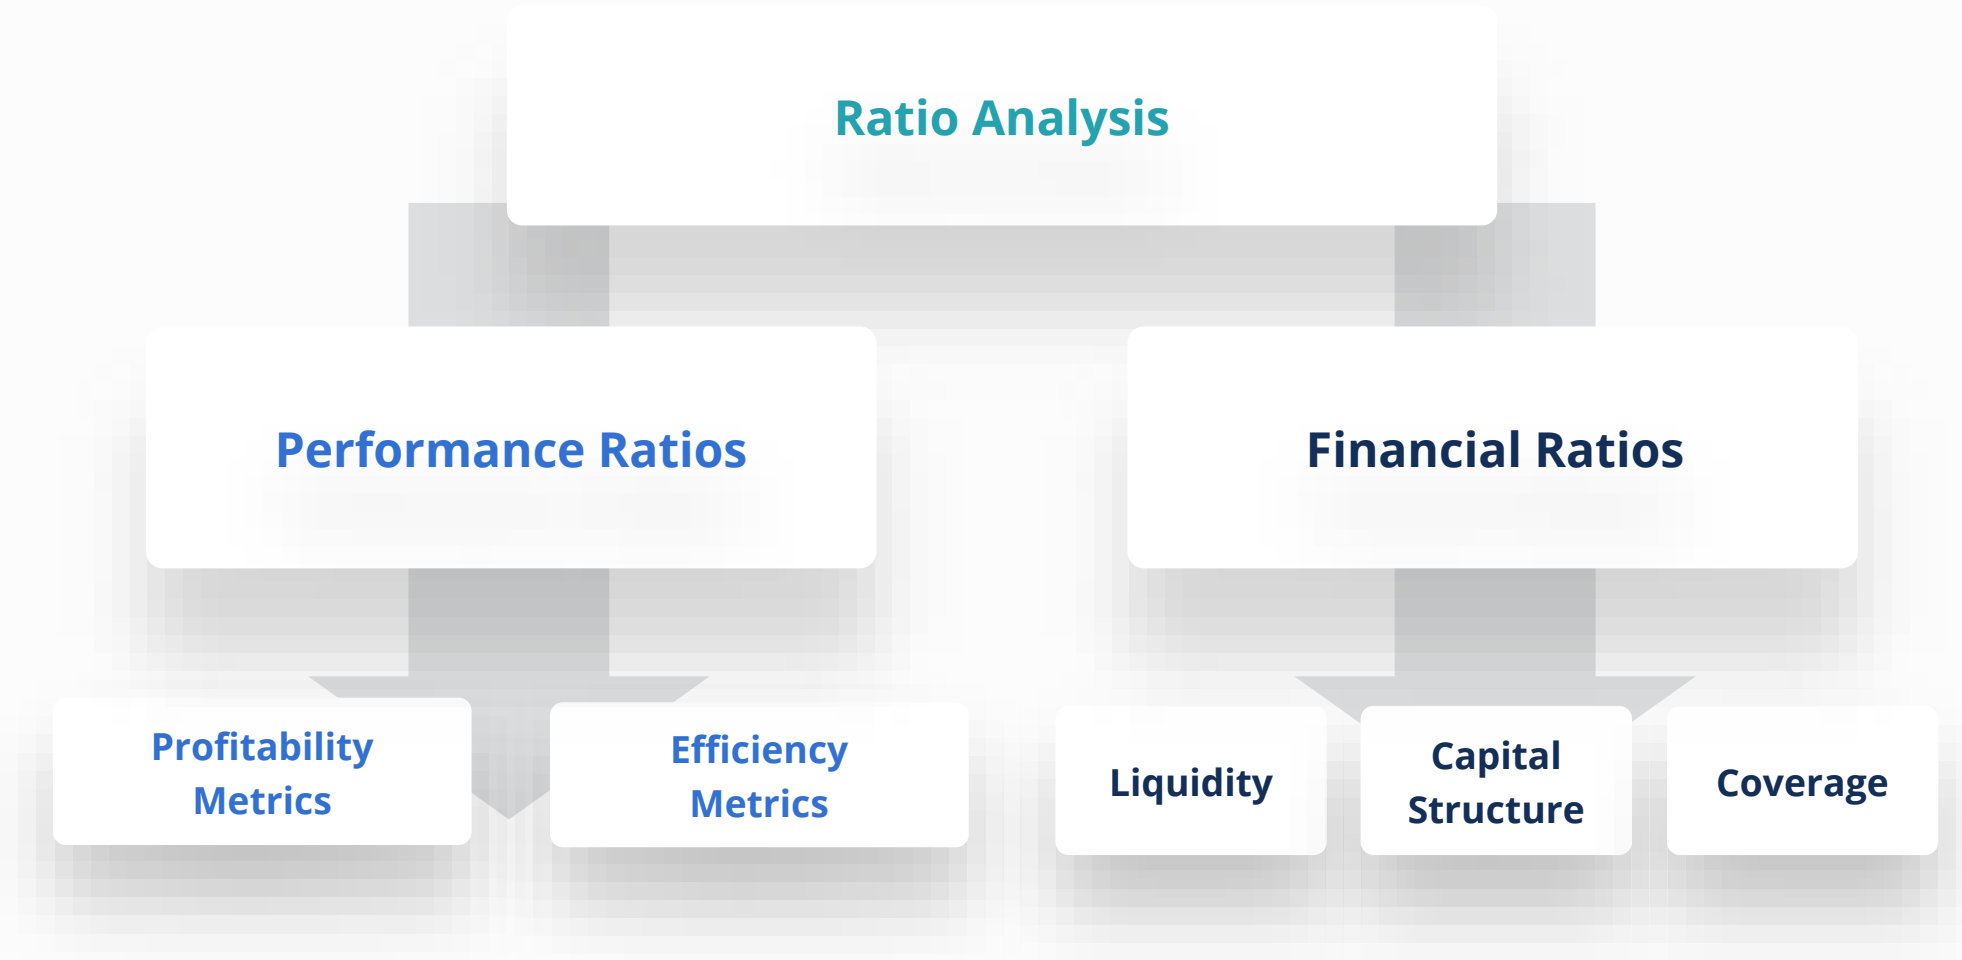 Ratio Analysis
Performance Ratios
Financial Ratios
Profitability
Metrics
Efficiency
Metrics
Liquidity
Capital
Structure
Coverage